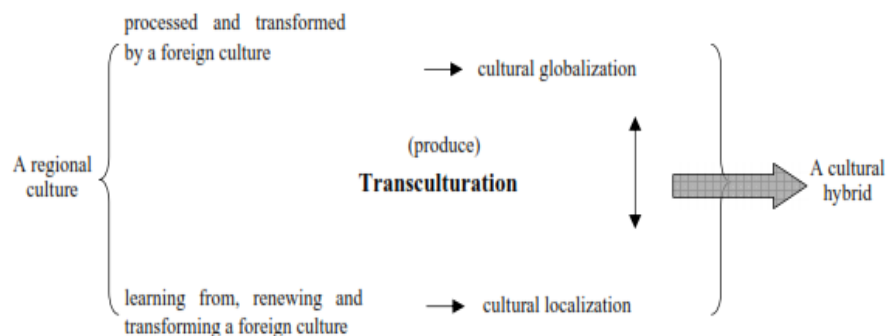 processed and transformed
by a foreign culture
cultural globalization
(produce)
A regional
culture
Transculturation
A cultural
hybrid
learning from, renewing and
transforming a foreign culture
cultural localization